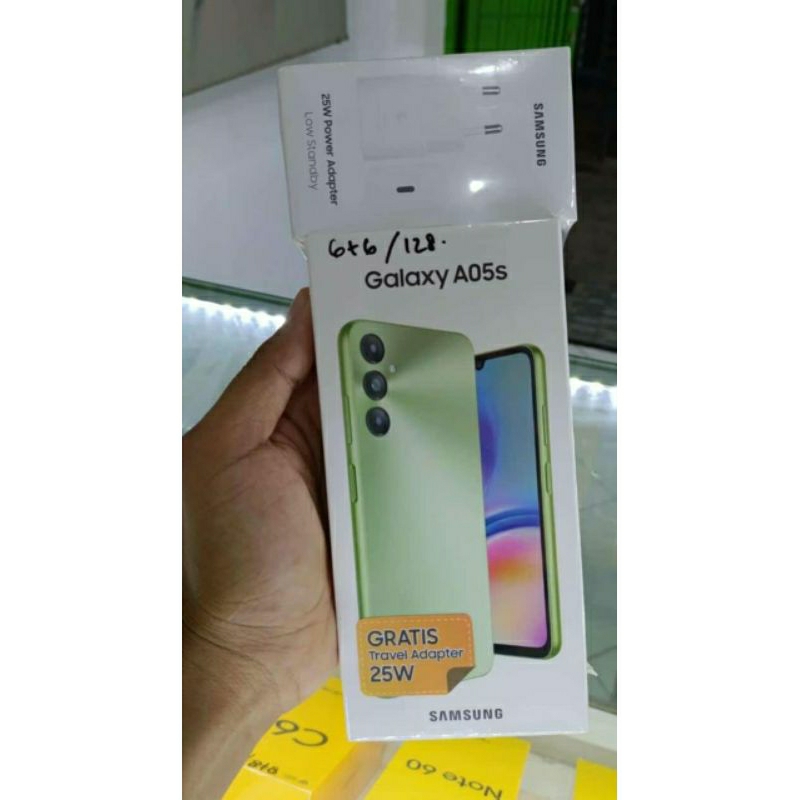 25W Power Adapter
Low Standby
SAMSUNG
6+6/128.
Galaxy A05s
GRATIS
Travel Adapter
25W
SAMSUNG
C6
Note 60